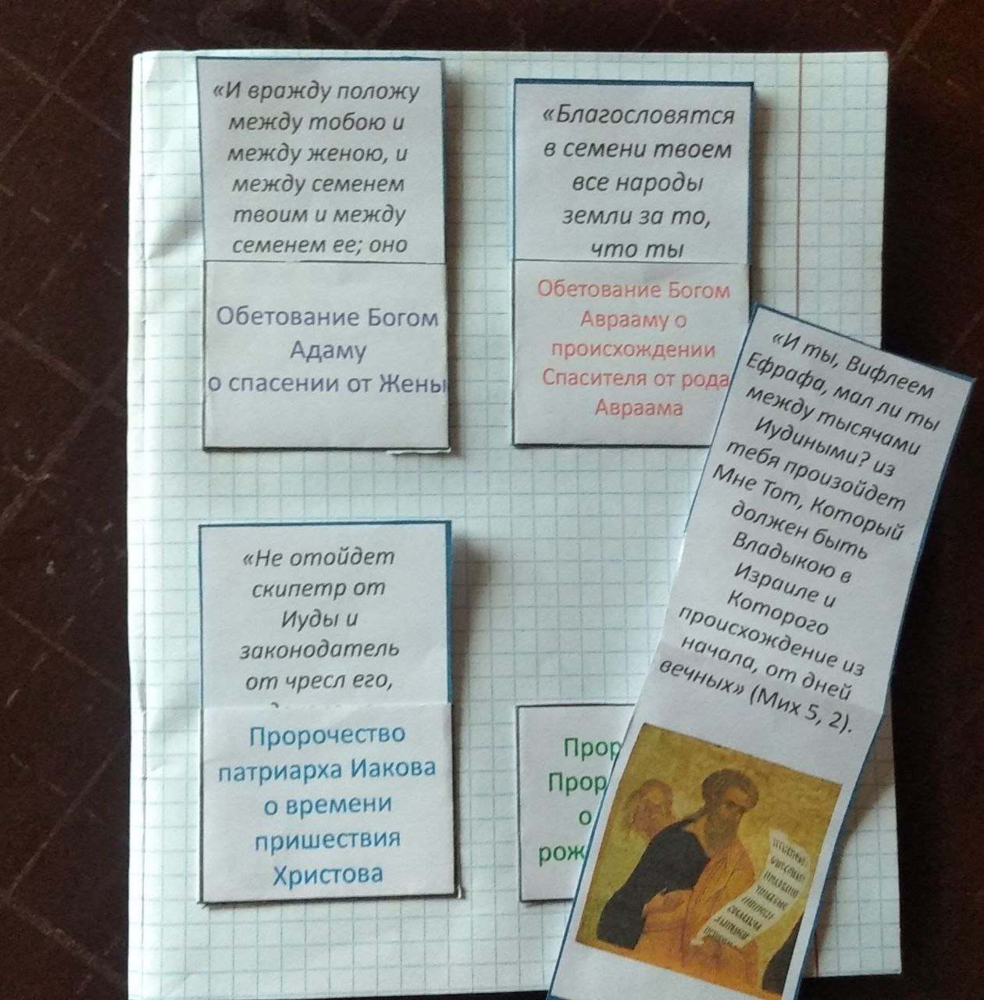 «И вражду положу
между тобою и
между женою, и
между семенем
твоим и между
семенем ее; оно
Обетование Богом
Адаму
о спасении от Жены
«Благословятся
в семени твоем
все народы
земли за то,
что ты
Обетование Богом
Аврааму о
происхождении
Спасителя от рода
Авраама
«И ты, Вифлеем
Ефрафа, мал ли ты
между тысячами
Иудиными? из
тебя произойдет
Мне Тот, Который
должен быть
Владыкою в
Израиле и
Которого
происхождение из
начала, от дней
вечных» (Мих 5, 2).
«Не отойдет
скипетр от
Иуды и
законодатель
от чресл его,
Пророчество
патриарха Иакова
о времени
пришествия
Христова
Прор
Прор
о
рож